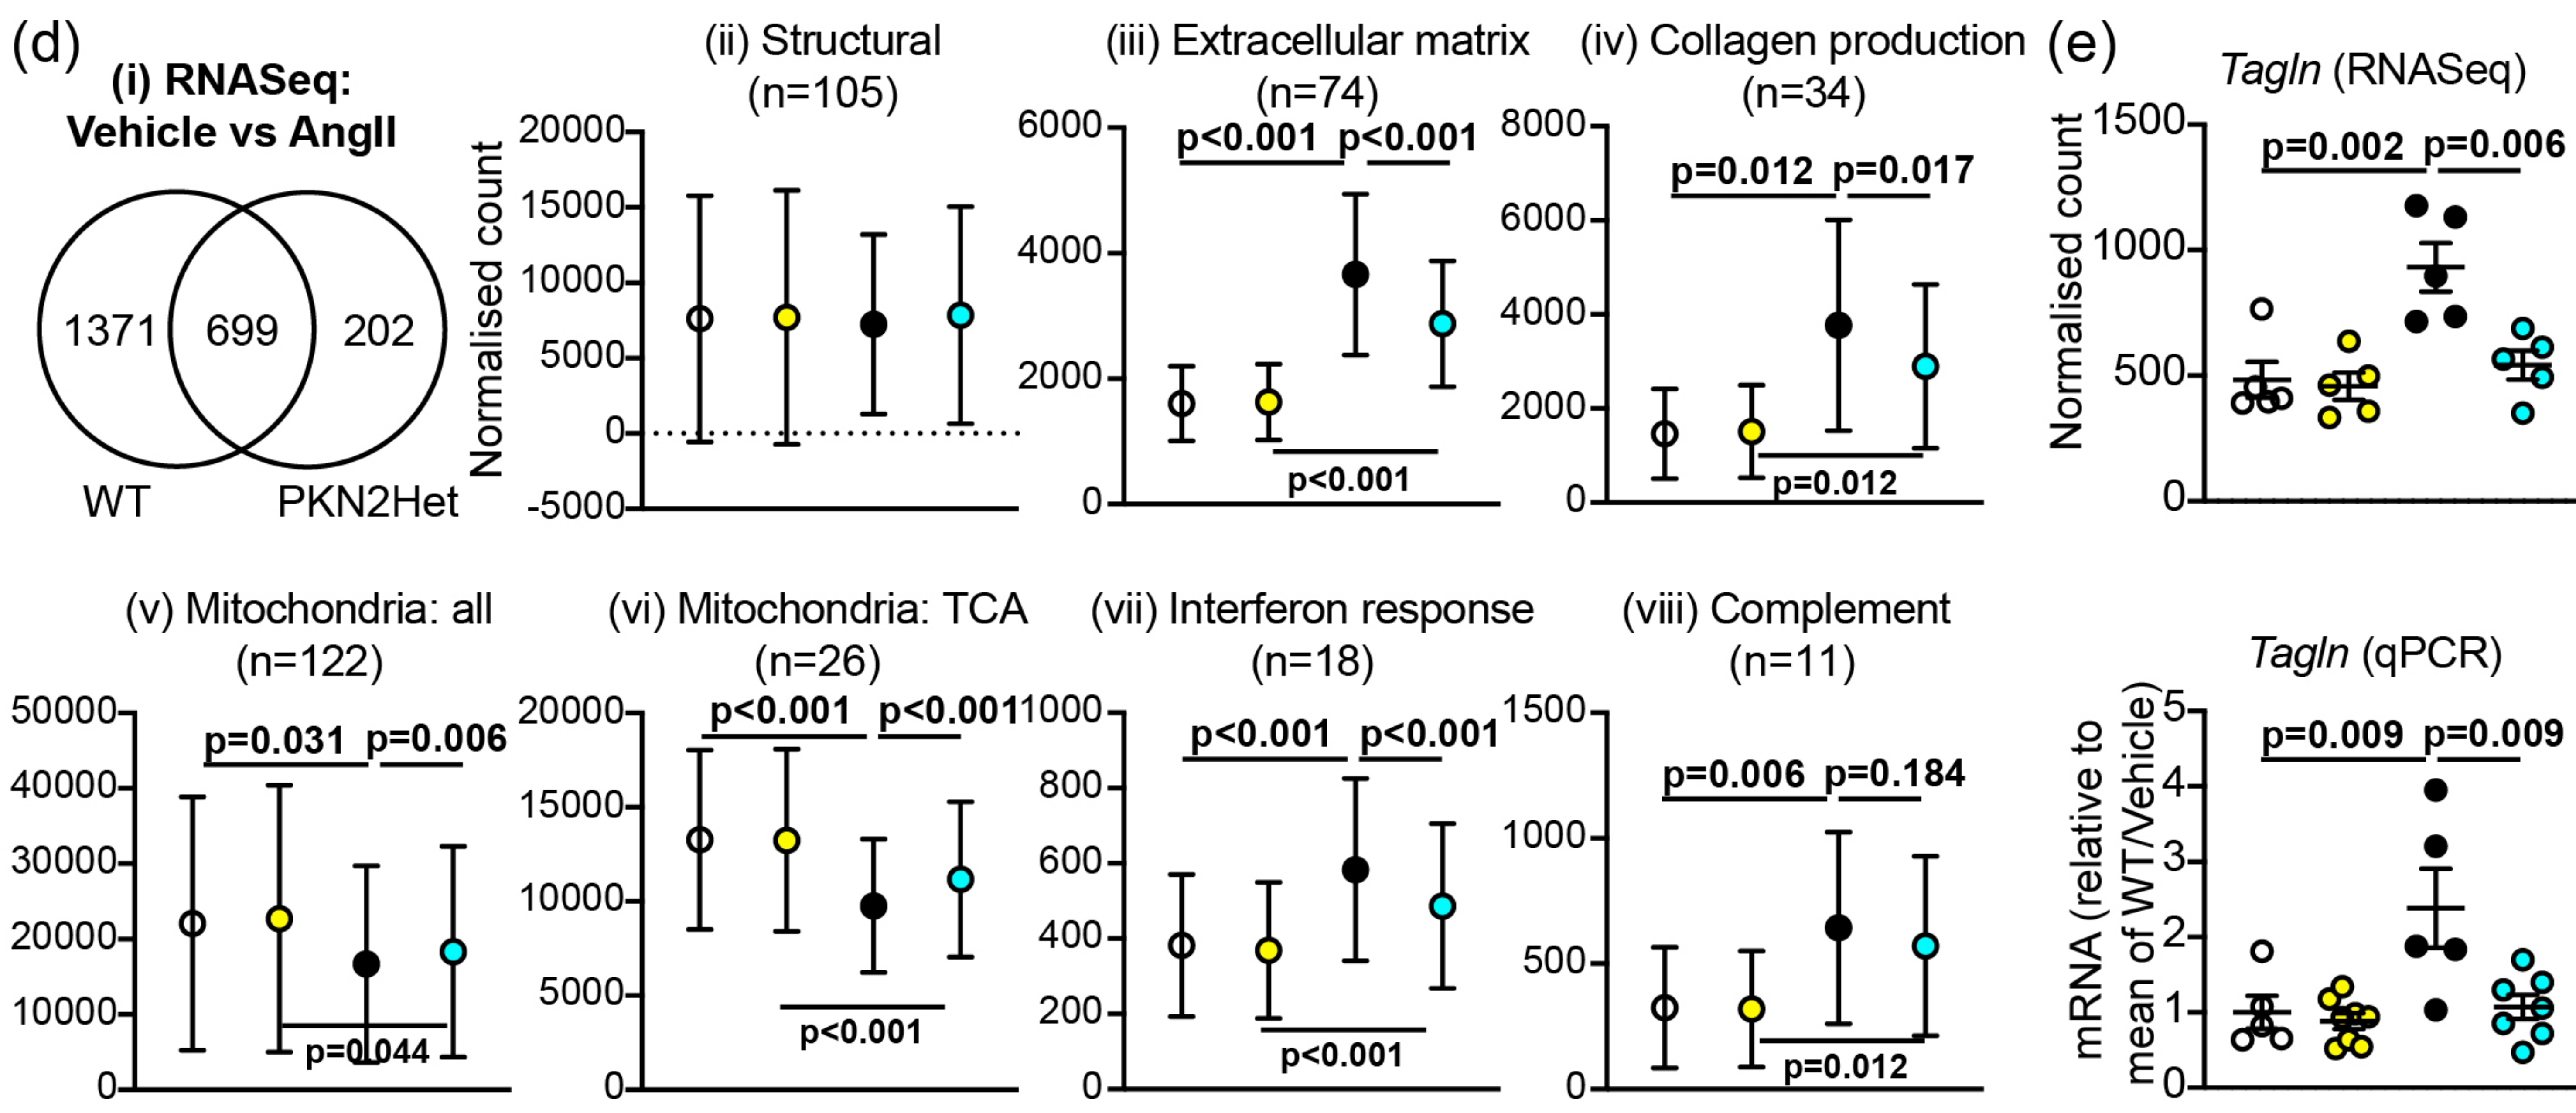 (d)
(i) RNASeq:
Vehicle vs AngII
1371
699
202
WT
PKN2Het
(ii) Structural
(n=105)
Normalised count
20000
15000
10000
5000
0
-5000
(iii) Extracellular matrix
(n=74)
6000
4000
2000
0
p<0.001
p<0.001
p<0.001
(iv) Collagen production
(n=34)
8000
6000
4000
2000
0
p=0.012
p=0.017
p=0.012
(e)
Tagln (RNASeq)
Normalised count
1500
1000
500
0
p=0.002
p=0.006
(v) Mitochondria: all
(n=122)
50000
40000
30000
20000
10000
0
p=0.031
p=0.006
p=0.044
(vi) Mitochondria: TCA
(n=26)
20000
15000
10000
5000
0
p<0.001
p<0.001
p<0.001
(vii) Interferon response
(n=18)
1000
800
600
400
200
0
p<0.001
p<0.001
p<0.001
(viii) Complement
(n=11)
1500
1000
500
0
p=0.006
p=0.184
p=0.012
Tagln (qPCR)
mRNA (relative to
mean of WT/Vehicle)
5
4
3
2
1
0
p=0.009
p=0.009